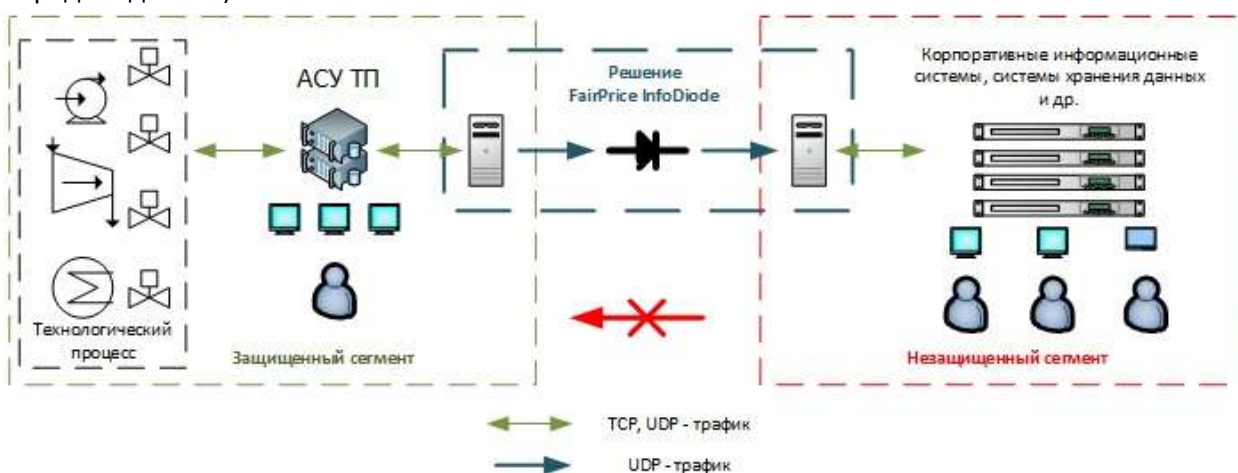 АСУ ТП
Решение
FairPrice InfoDiode
Корпоративные информационные
системы, системы хранения данных
и др.
Технологический
процесс
Защищенный сегмент
Незащищенный сегмент
TCP, UDP - трафик
UDP - трафик